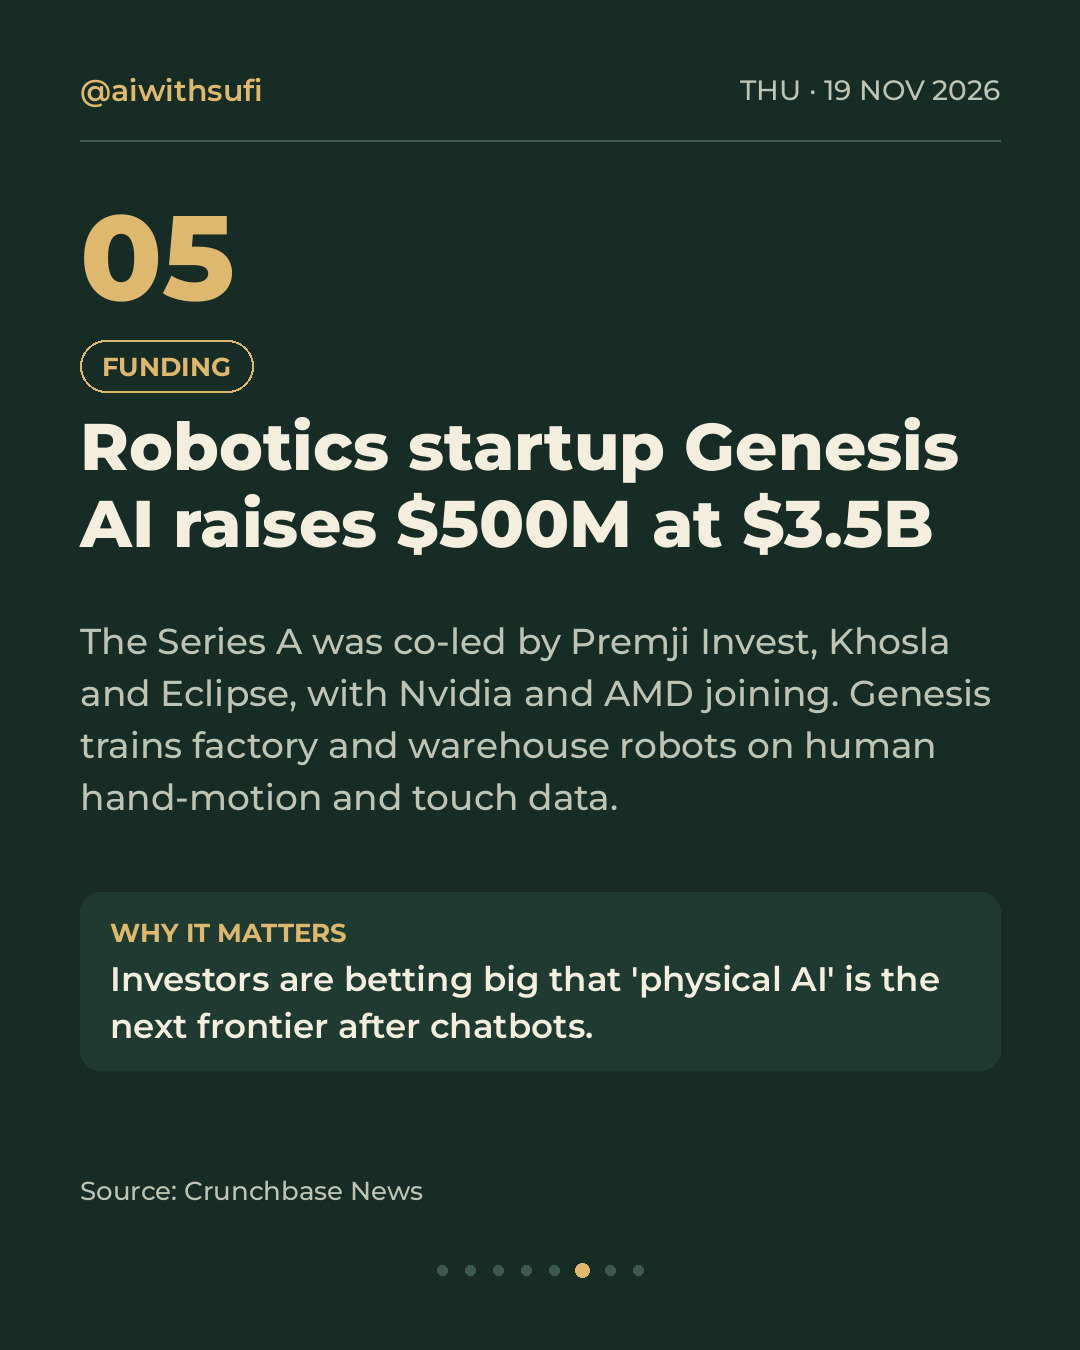 @aiwithsufi
THU · 19 NOV 2026
05
FUNDING
Robotics startup Genesis
AI raises $500M at $3.5B
The Series A was co-led by Premji Invest, Khosla
and Eclipse, with Nvidia and AMD joining. Genesis
trains factory and warehouse robots on human
hand-motion and touch data.
WHY IT MATTERS
Investors are betting big that 'physical AI' is the
next frontier after chatbots.
Source: Crunchbase News